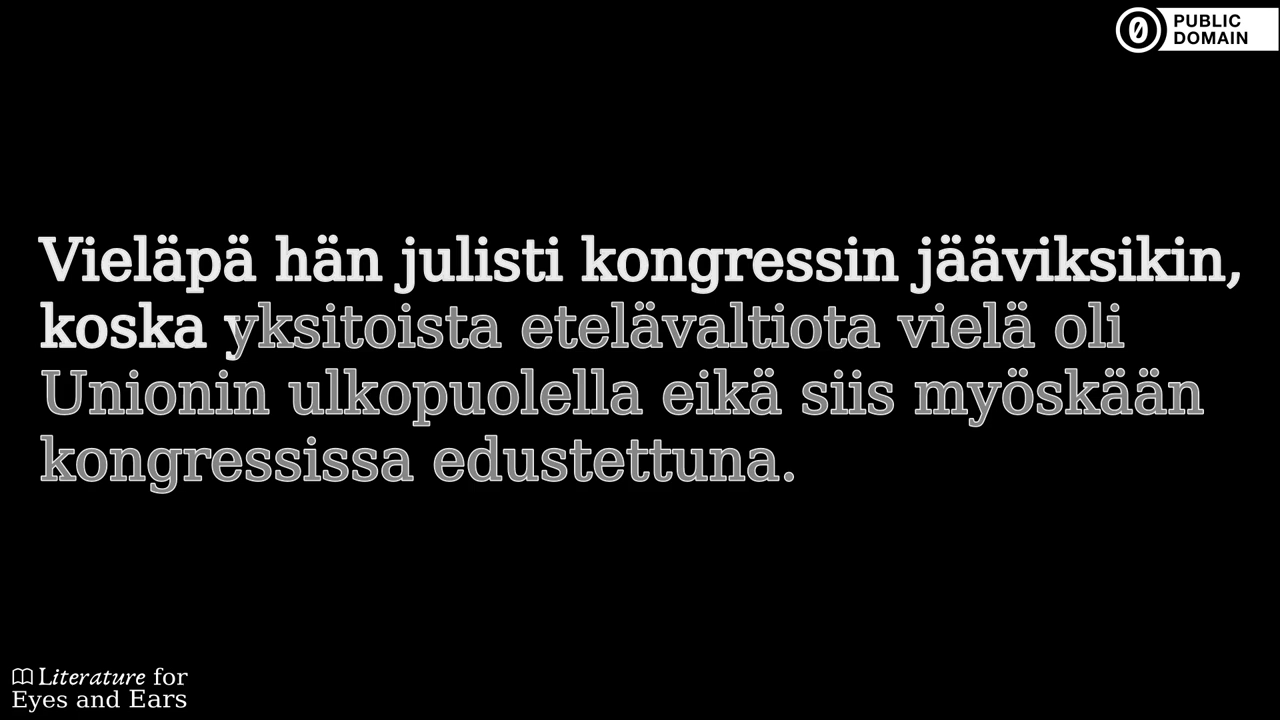 PUBLIC
DOMAIN
Vieläpä hän julisti kongressin jääviksikin,
koska yksitoista etelävaltiota vielä oli
Unionin ulkopuolella eikä siis myöskään
kongressissa edustettuna.
Literature for
Eyes and Ears